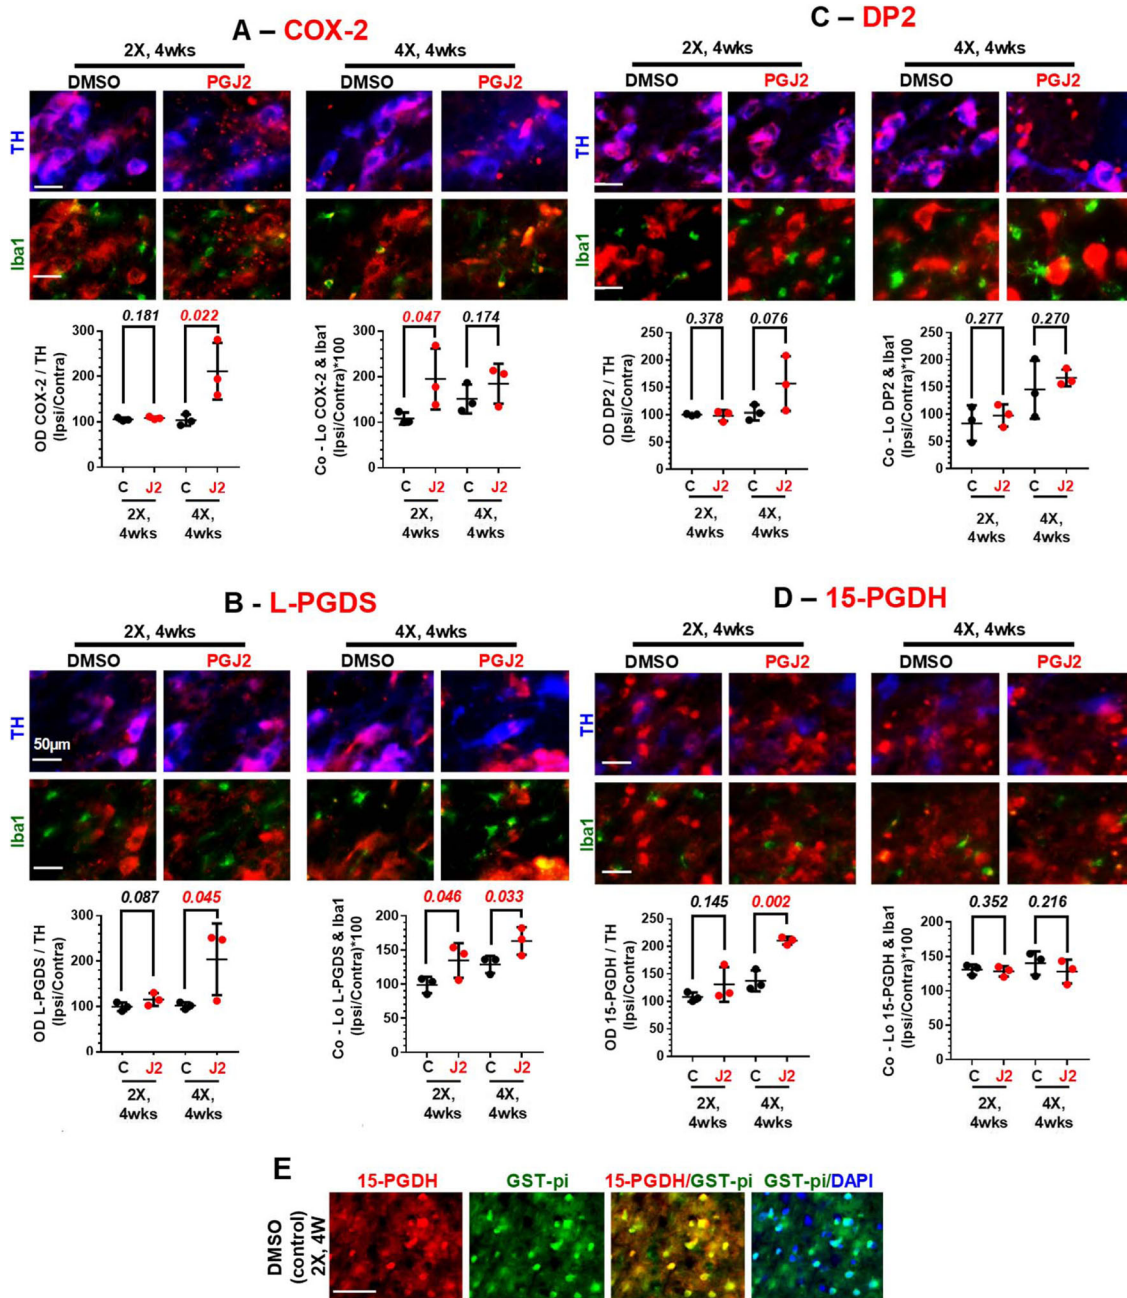 A – COX-2
2X, 4wks
4X, 4wks
DMSO
PGJ2
DMSO
PGJ2
TH
Iba1
0.181
0.022
OD COX-2 / TH
(Ipsi/Contra)
300
200
100
0
C
J2
C
J2
2X,
4wks
4X,
4wks
0.047
0.174
Co - Lo COX-2 & Iba1
(Ipsi/Contra)*100
300
200
100
0
C
J2
C
J2
2X,
4wks
4X,
4wks
C – DP2
2X, 4wks
4X, 4wks
DMSO
PGJ2
DMSO
PGJ2
TH
Iba1
0.378
0.076
OD DP2 / TH
(Ipsi/Contra)
250
200
150
100
50
0
C
J2
C
J2
2X,
4wks
4X,
4wks
0.277
0.270
Co - Lo DP2 & Iba1
(Ipsi/Contra)*100
250
200
150
100
50
0
C
J2
C
J2
2X,
4wks
4X,
4wks
B - L-PGDS
2X, 4wks
4X, 4wks
DMSO
PGJ2
DMSO
PGJ2
TH
50µm
Iba1
0.087
0.045
OD L-PGDS / TH
(Ipsi/Contra)
300
200
100
0
C
J2
C
J2
2X,
4wks
4X,
4wks
0.046
0.033
Co - Lo L-PGDS & Iba1
(Ipsi/Contra)*100
200
150
100
50
0
C
J2
C
J2
2X,
4wks
4X,
4wks
D – 15-PGDH
2X, 4wks
4X, 4wks
DMSO
PGJ2
DMSO
PGJ2
TH
Iba1
0.145
0.002
OD 15-PGDH / TH
(Ipsi/Contra)
250
200
150
100
50
0
C
J2
C
J2
2X,
4wks
4X,
4wks
0.352
0.216
Co - Lo 15-PGDH & Iba1
(Ipsi/Contra)*100
200
150
100
50
0
C
J2
C
J2
2X,
4wks
4X,
4wks
E
15-PGDH
GST-pi
15-PGDH/GST-pi
GST-pi/DAPI
DMSO
(control)
2X, 4W